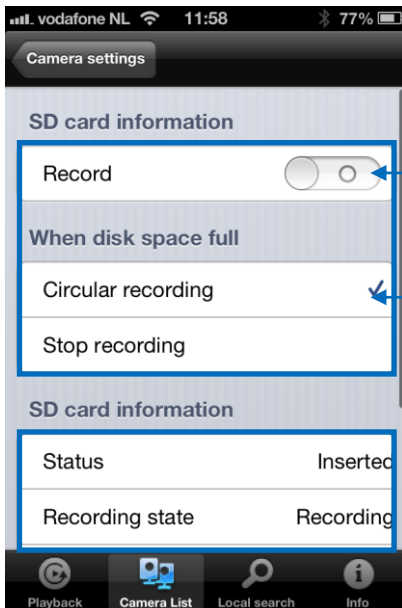 vodafone NL 11:58 77%
Camera settings
SD card information
Record
When disk space full
Circular recording
Stop recording
SD card information
Status Inserted
Recording state Recording
Playback Camera List Local search Info